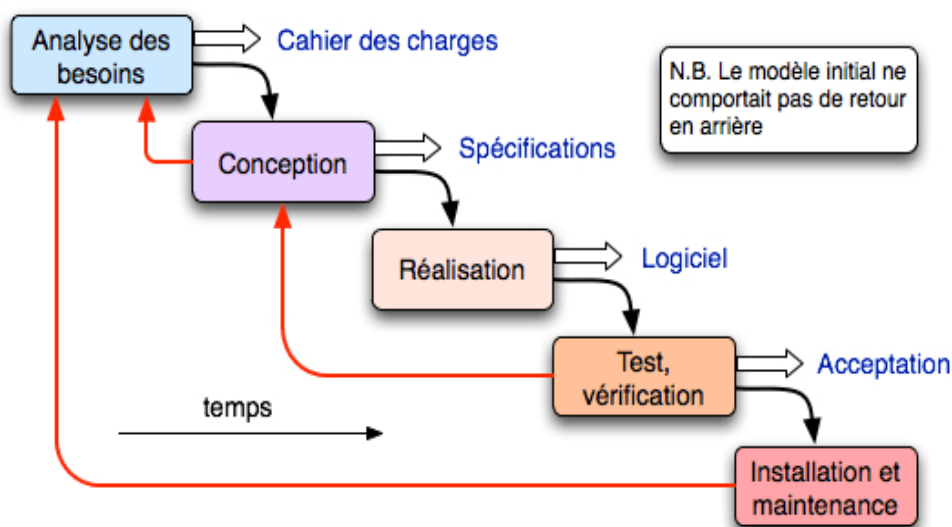 Analyse des
besoins
Cahier des charges
N.B. Le modèle initial ne
comportait pas de retour
en arrière
Conception
Spécifications
Réalisation
Logiciel
Test,
vérification
Acceptation
temps
Installation et
maintenance